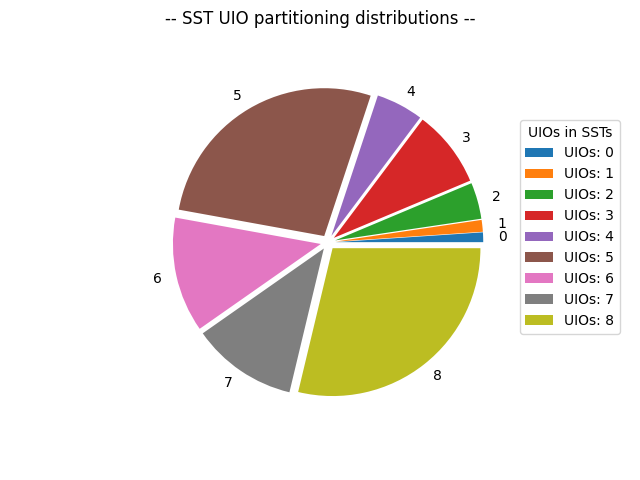 -- SST UIO partitioning distributions --
5
4
3
2
1
0
6
7
8
UIOs in SSTs
UIOs: 0
UIOs: 1
UIOs: 2
UIOs: 3
UIOs: 4
UIOs: 5
UIOs: 6
UIOs: 7
UIOs: 8